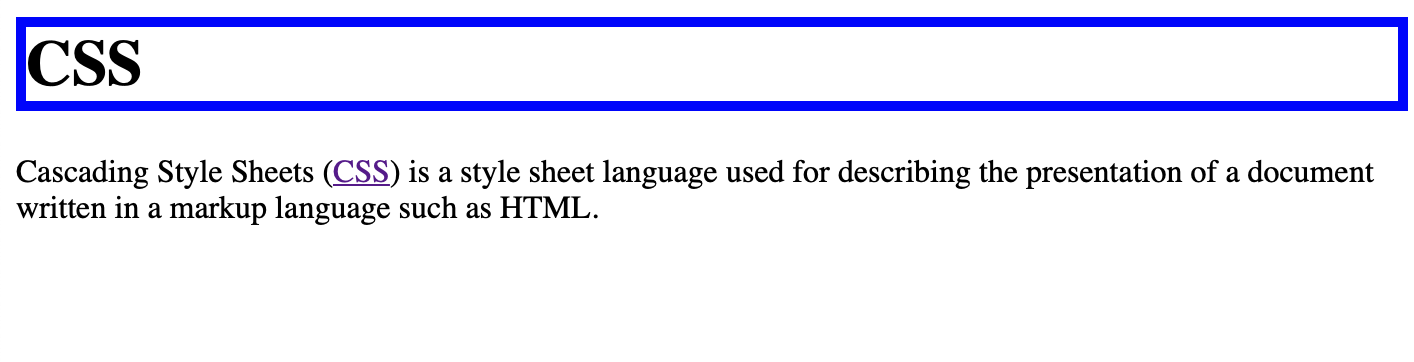 CSS
Cascading Style Sheets (CSS) is a style sheet language used for describing the presentation of a document
written in a markup language such as HTML.